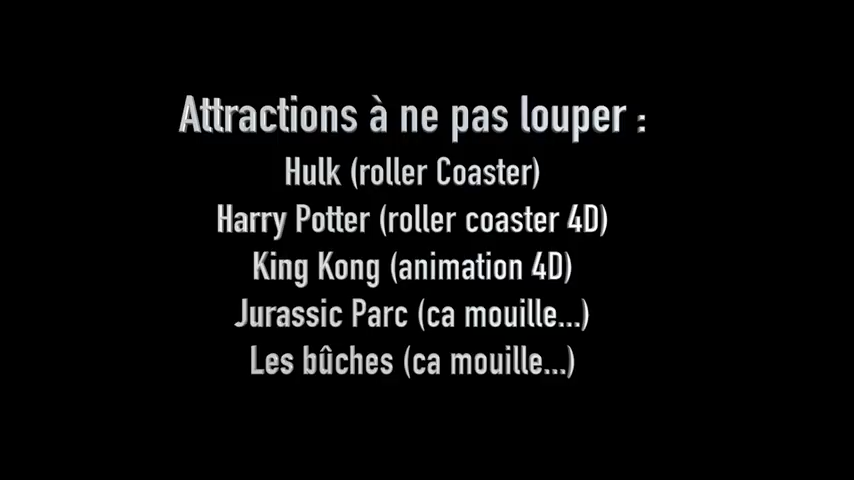 Attractions à ne pas louper :
Hulk (roller Coaster)
Harry Potter (roller coaster 4D)
King Kong (animation 4D)
Jurassic Parc (ca mouille...)
Les bûches (ca mouille...)